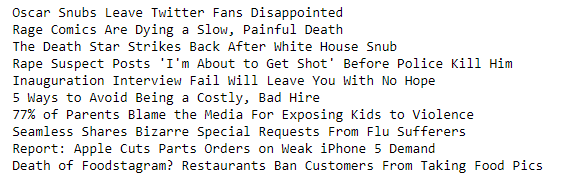 Oscar Snubs Leave Twitter Fans Disappointed
Rage Comics Are Dying a Slow, Painful Death
The Death Star Strikes Back After White House Snub
Rape Suspect Posts 'I'm About to Get Shot' Before Police Kill Him
Inauguration Interview Fail Will Leave You With No Hope
5 Ways to Avoid Being a Costly, Bad Hire
77% of Parents Blame the Media For Exposing Kids to Violence
Seamless Shares Bizarre Special Requests From Flu Sufferers
Report: Apple Cuts Parts Orders on Weak iPhone 5 Demand
Death of Foodstagram? Restaurants Ban Customers From Taking Food Pics